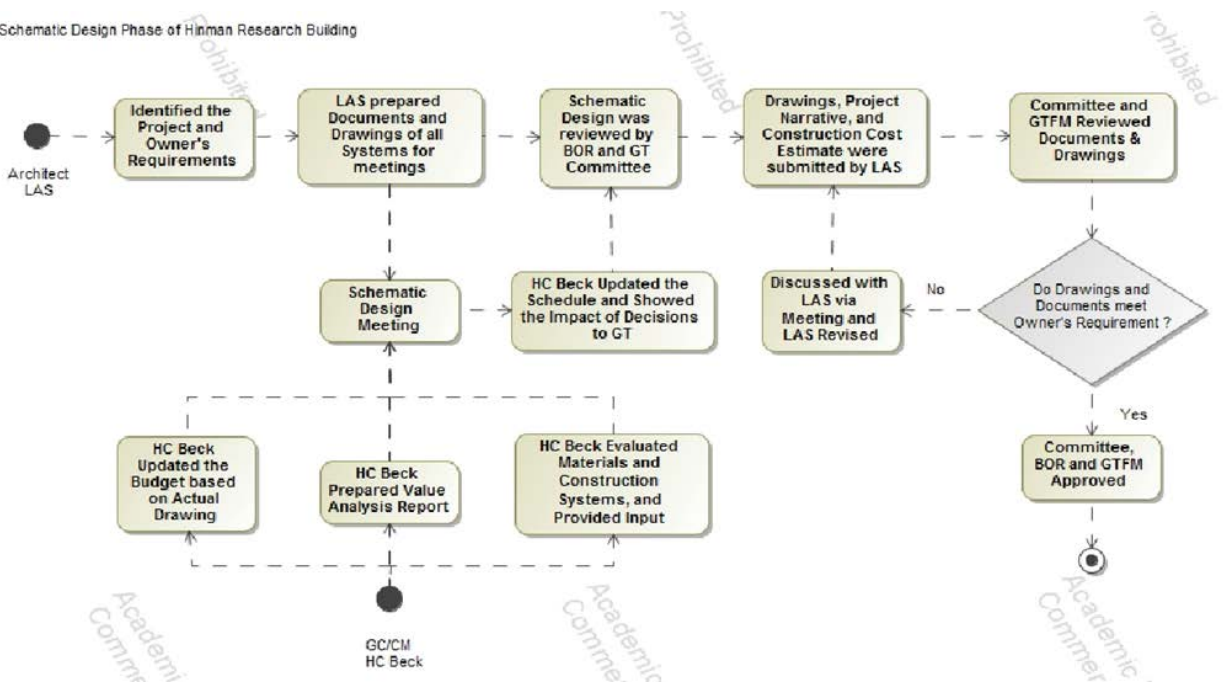 Schematic Design Phase of Hinman Research Building
Prohibited
Prohibited
rohibited
Architect
LAS
Identified the
Project and
Owner's
Requirements
LAS prepared
Documents and
Drawings of all
Systems for
meetings
Schematic
Design was
reviewed by
BOR and GT
Committee
Drawings, Project
Narrative, and
Construction Cost
Estimate were
submitted by LAS
Committee and
GTFM Reviewed
Documents &
Drawings
Schematic
Design
Meeting
HC Beck Updated the
Schedule and Showed
the Impact of Decisions
to GT
Discussed with
LAS via
Meeting and
LAS Revised
No
Do Drawings and
Documents meet
Owner's Requirement ?
Yes
HC Beck
Updated the
Budget based
on Actual
Drawing
HC Beck
Prepared Value
Analysis Report
HC Beck Evaluated
Materials and
Construction
Systems, and
Provided Input
Committee,
BOR and GTFM
Approved
GC/CM
HC Beck
Academi
Comme
Academic
Commer
Academic
Commer